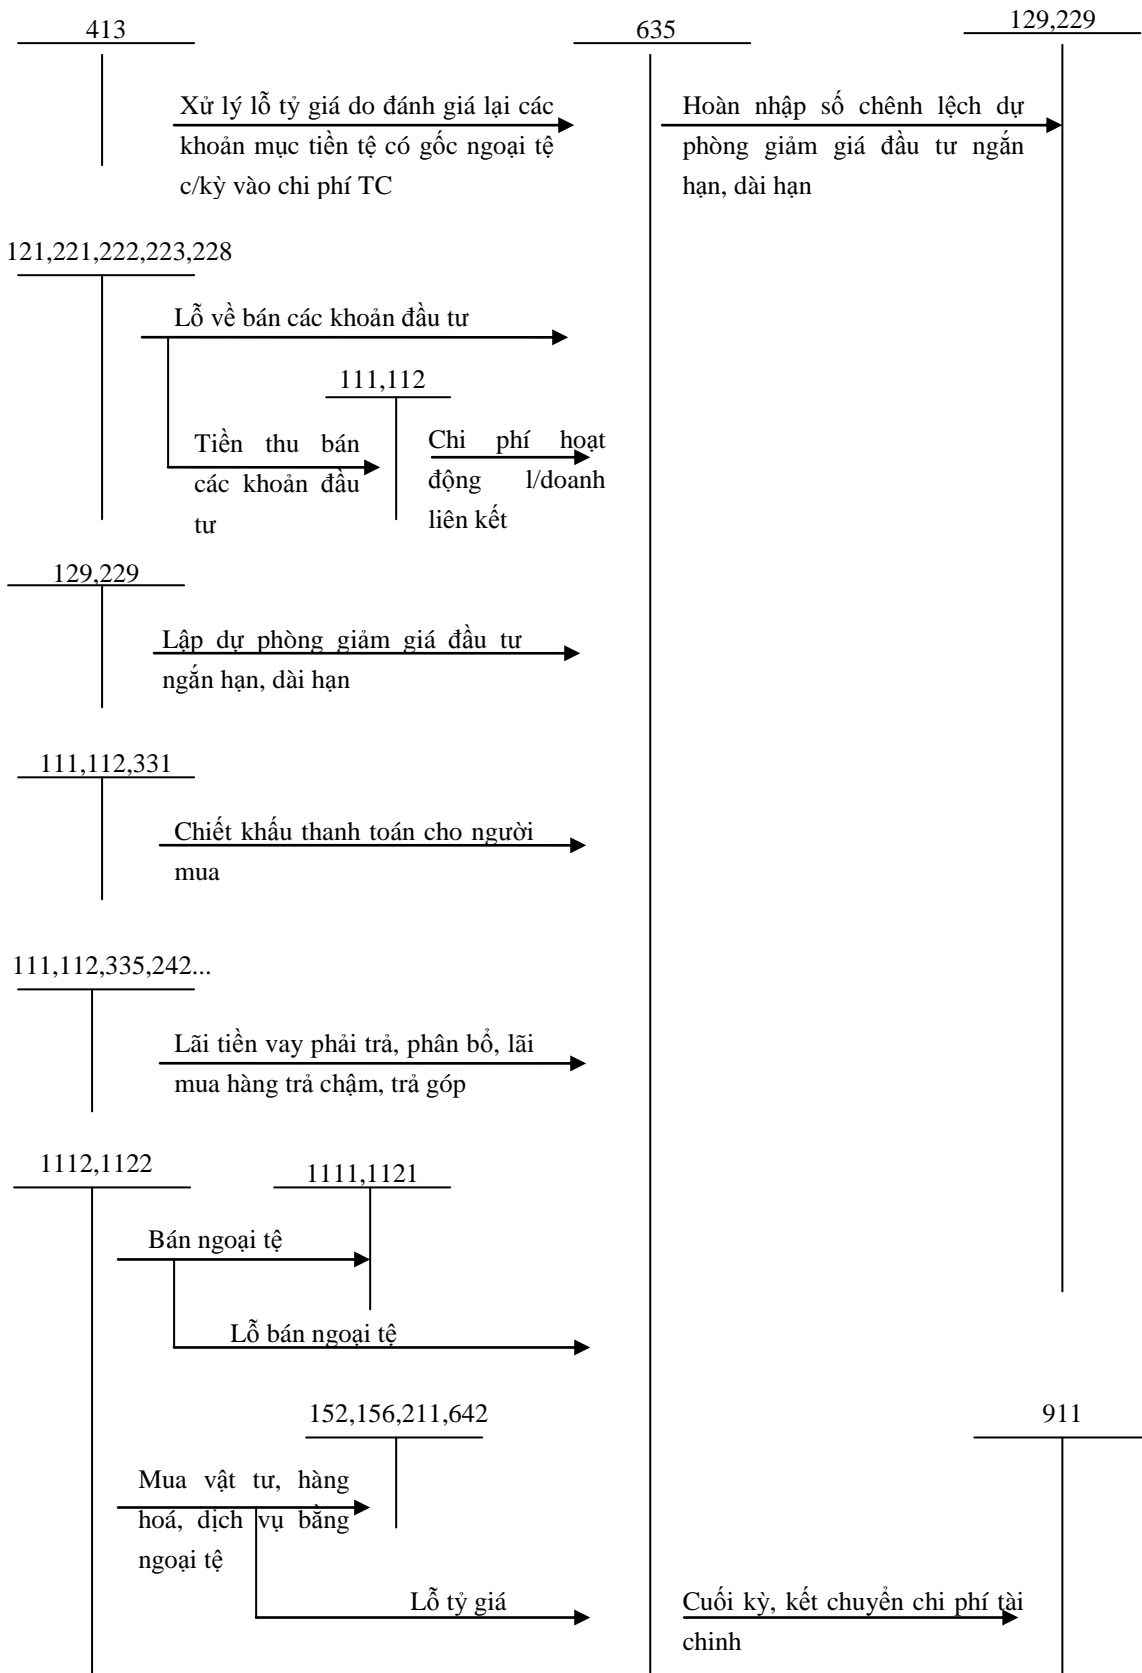 413
635
129,229
Xử lý lỗ tỷ giá do đánh giá lại các
khoản mục tiền tệ có gốc ngoại tệ
c/kỳ vào chi phí TC
Hoàn nhập số chênh lệch dự
phòng giảm giá đầu tư ngắn
hạn, dài hạn
121,221,222,223,228
Lỗ về bán các khoản đầu tư
111,112
Tiền thu bán
các khoản đầu
tư
Chi phí hoạt
động l/doanh
liên kết
129,229
Lập dự phòng giảm giá đầu tư
ngắn hạn, dài hạn
111,112,331
Chiết khấu thanh toán cho người
mua
111,112,335,242...
Lãi tiền vay phải trả, phân bổ, lãi
mua hàng trả chậm, trả góp
1112,1122
1111,1121
Bán ngoại tệ
Lỗ bán ngoại tệ
152,156,211,642
911
Mua vật tư, hàng
hoá, dịch vụ bằng
ngoại tệ
Lỗ tỷ giá
Cuối kỳ, kết chuyển chi phí tài
chinh